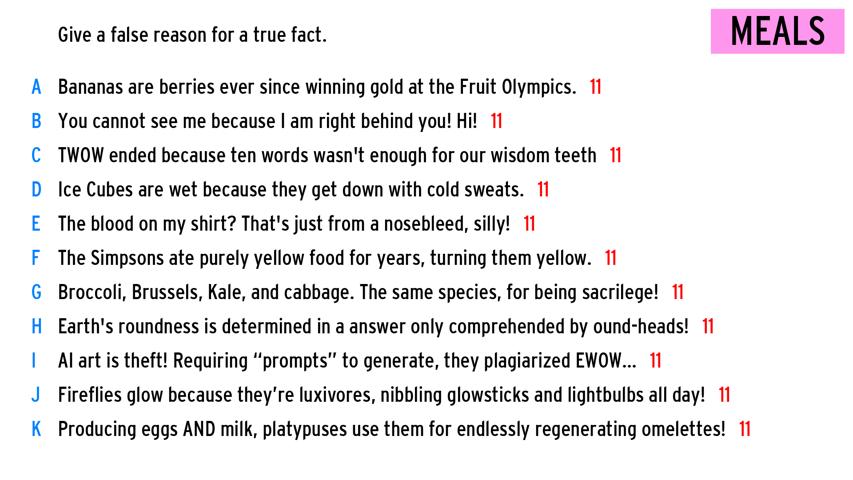 Give a false reason for a true fact.
MEALS
A Bananas are berries ever since winning gold at the Fruit Olympics. 11
B You cannot see me because I am right behind you! Hi! 11
C TWOW ended because ten words wasn't enough for our wisdom teeth 11
D Ice Cubes are wet because they get down with cold sweats. 11
E The blood on my shirt? That's just from a nosebleed, silly! 11
F The Simpsons ate purely yellow food for years, turning them yellow. 11
G Broccoli, Brussels, Kale, and cabbage. The same species, for being sacrilege! 11
H Earth's roundness is determined in a answer only comprehended by ound-heads! 11
I AI art is theft! Requiring “prompts” to generate, they plagiarized EWOW... 11
J Fireflies glow because they’re luxivores, nibbling glowsticks and lightbulbs all day! 11
K Producing eggs AND milk, platypuses use them for endlessly regenerating omelettes! 11